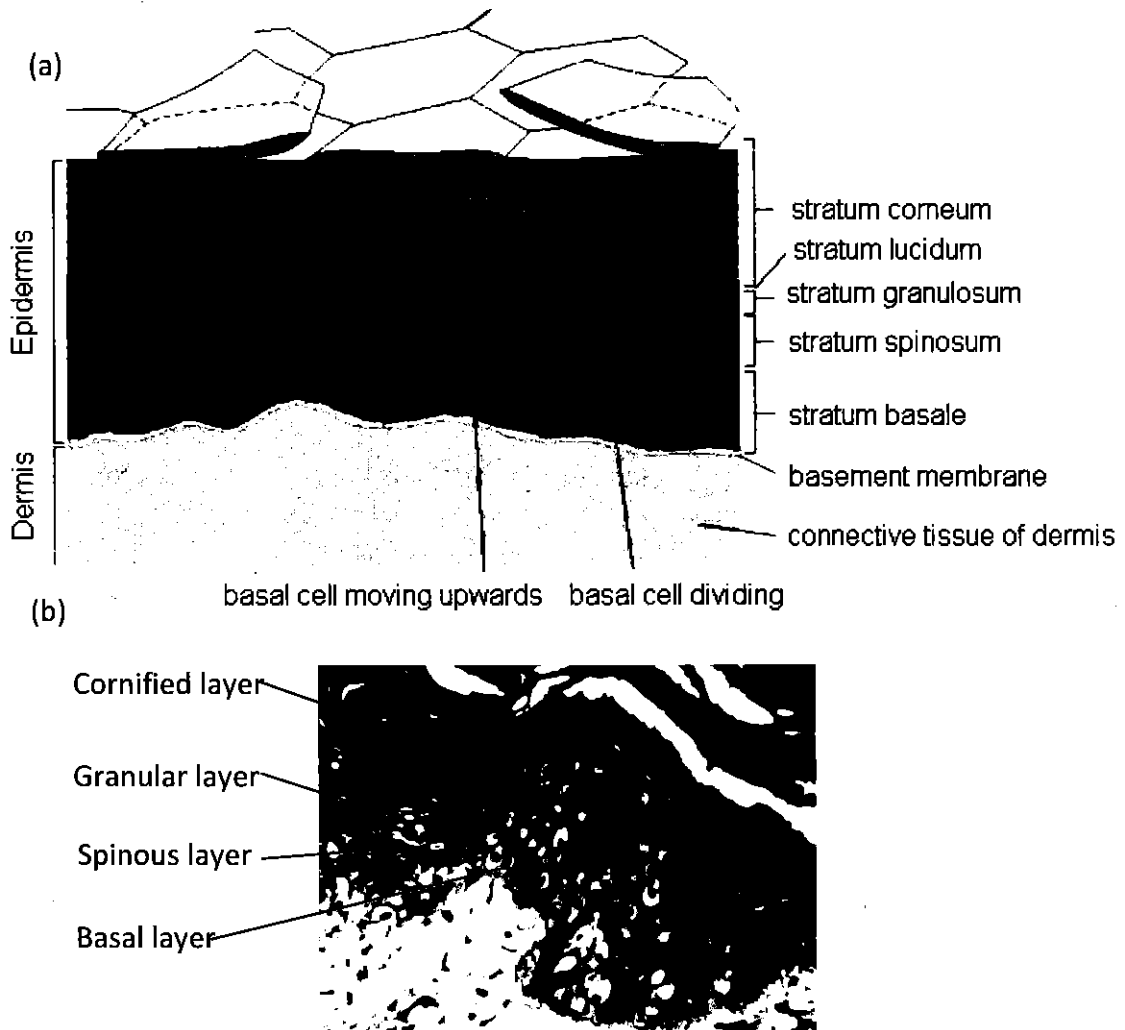 (a)
Epidermis
Dermis
stratum corneum
stratum lucidum
stratum granulosum
stratum spinosum
stratum basale
basement membrane
connective tissue of dermis
basal cell moving upwards
basal cell dividing
(b)
Cornified layer
Granular layer
Spinous layer
Basal layer